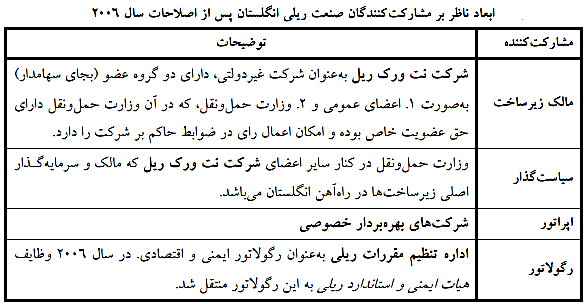 ابعاد ناظر بر مشارکت‌کنندگان صنعت ریلی انگلستان پس از اصلاحات سال ۲۰۰۶
مشارکت‌کننده
توضیحات
مالک زیرساخت
شرکت نت ورک ریل به‌عنوان شرکت غیردولتی، دارای دو گروه عضو (بجای سهامدار)
به‌صورت ۱. اعضای عمومی و ۲. وزارت حمل‌ونقل، که در آن وزارت حمل‌ونقل دارای
حق عضویت خاص بوده و امکان اعمال رای در ضوابط حاکم بر شرکت را دارد.
سیاست‌گذار
وزارت حمل‌ونقل در کنار سایر اعضای شرکت نت ورک ریل که مالک و سرمایه‌گذار
اصلی زیرساخت‌ها در راه‌آهن انگلستان می‌باشد.
اپراتور
شرکت‌های بهره‌بردار خصوصی
رگولاتور
اداره تنظیم مقررات ریلی به‌عنوان رگولاتور ایمنی و اقتصادی. در سال ۲۰۰۶ وظایف
هیات ایمنی و استاندارد ریلی به این رگولاتور منتقل شد.